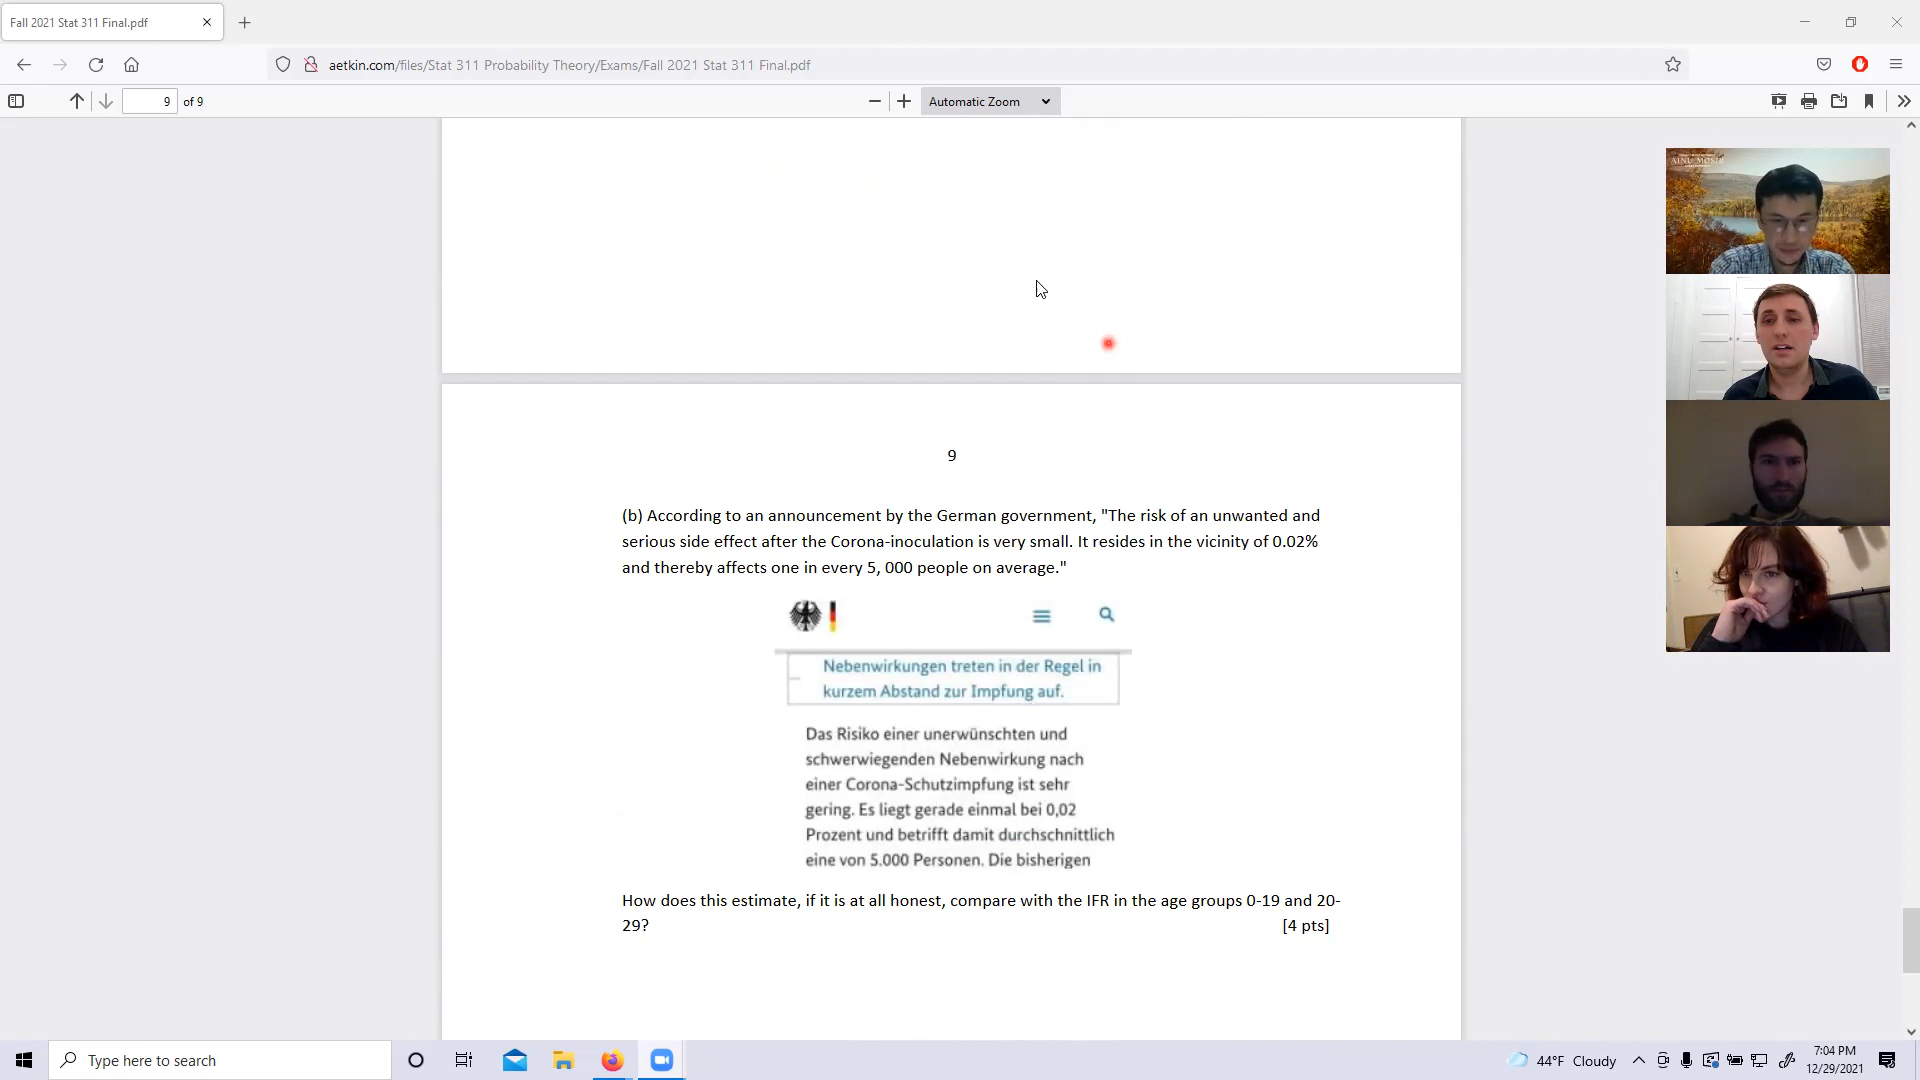 Fall 2021 Stat 311 Final.pdf
aetkin.com/files/Stat 311 Probability Theory/Exams/Fall 2021 Stat 311 Final.pdf
9 of 9
Automatic Zoom
9
(b) According to an announcement by the German government, "The risk of an unwanted and
serious side effect after the Corona-inoculation is very small. It resides in the vicinity of 0.02%
and thereby affects one in every 5, 000 people on average."
Nebenwirkungen treten in der Regel in
kurzem Abstand zur Impfung auf.
Das Risiko einer unerwünschten und
schwerwiegenden Nebenwirkung nach
einer Corona-Schutzimpfung ist sehr
gering. Es liegt gerade einmal bei 0,02
Prozent und betrifft damit durchschnittlich
eine von 5.000 Personen. Die bisherigen
How does this estimate, if it is at all honest, compare with the IFR in the age groups 0-19 and 20-
29? [4 pts]
Type here to search
44°F Cloudy
7:04 PM
12/29/2021